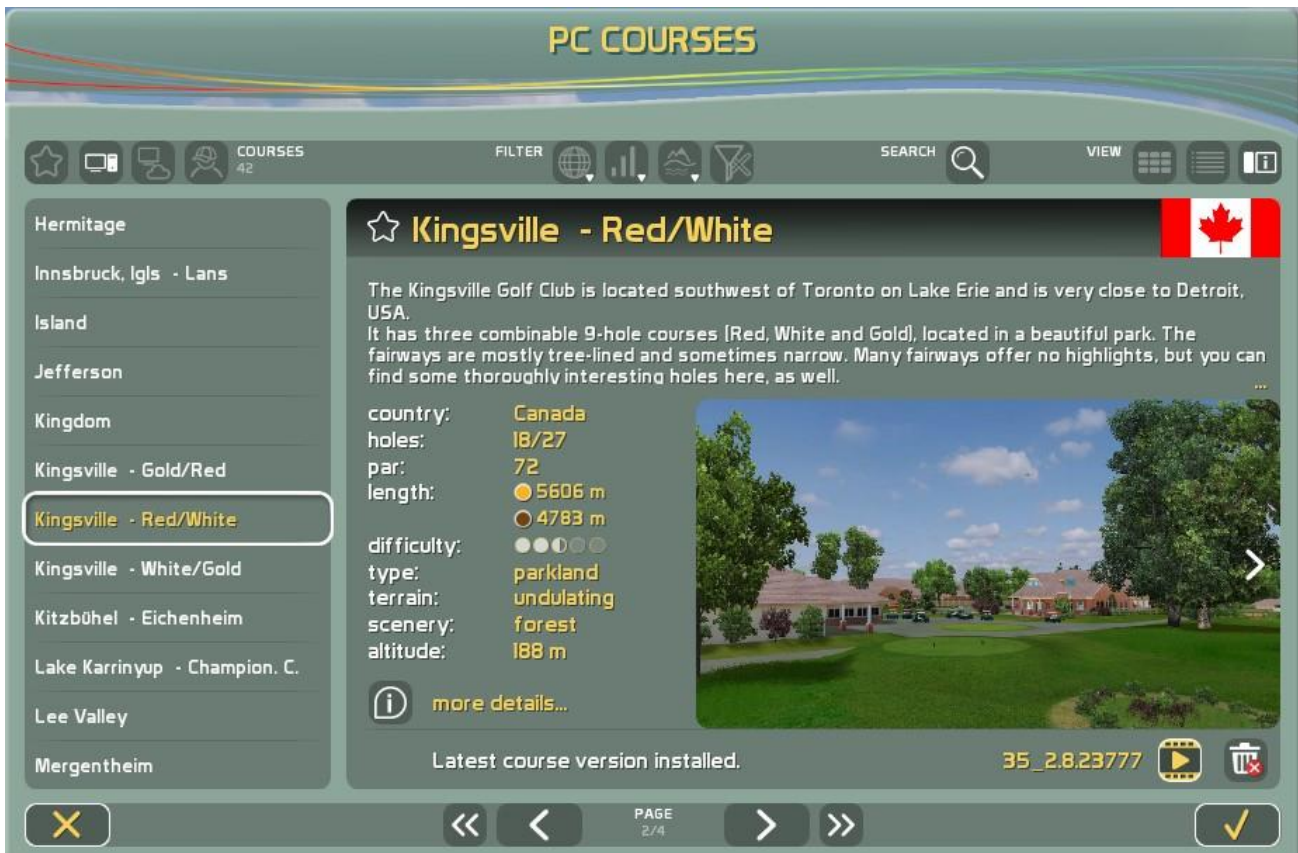 PC COURSES
COURSES
42
FILTER
SEARCH
VIEW
Hermitage
Innsbruck, Igls - Lans
Island
Jefferson
Kingdom
Kingsville - Gold/Red
Kingsville - Red/White
Kingsville - White/Gold
Kitzbühel - Eichenheim
Lake Karrinyup - Champion. C.
Lee Valley
Mergentheim
Kingsville - Red/White
The Kingsville Golf Club is located southwest of Toronto on Lake Erie and is very close to Detroit,
USA.
It has three combinable 9-hole courses (Red, White and Gold), located in a beautiful park. The
fairways are mostly tree-lined and sometimes narrow. Many fairways offer no highlights, but you can
find some thoroughly interesting holes here, as well.
...
country: Canada
holes: 18/27
par: 72
length: 5606 m
4783 m
difficulty:
type: parkland
terrain: undulating
scenery: forest
altitude: 188 m
more details...
Latest course version installed.
35_2.8.23777
PAGE
2/4